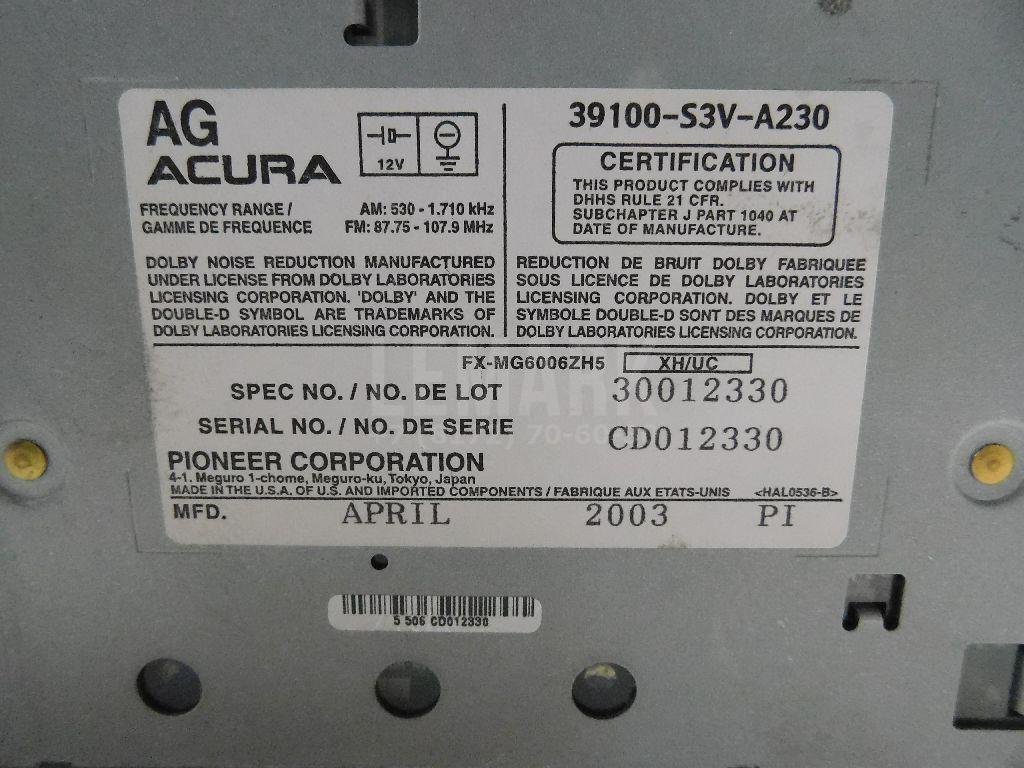 AG
ACURA
12V
FREQUENCY RANGE /
GAMME DE FREQUENCE
AM: 530 - 1.710 kHz
FM: 87.75 - 107.9 MHz
DOLBY NOISE REDUCTION MANUFACTURED
UNDER LICENSE FROM DOLBY LABORATORIES
LICENSING CORPORATION. 'DOLBY' AND THE
DOUBLE-D SYMBOL ARE TRADEMARKS OF
DOLBY LABORATORIES LICENSING CORPORATION.
39100-S3V-A230
CERTIFICATION
THIS PRODUCT COMPLIES WITH
DHHS RULE 21 CFR.
SUBCHAPTER J PART 1040 AT
DATE OF MANUFACTURE.
REDUCTION DE BRUIT DOLBY FABRIQUEE
SOUS LICENCE DE DOLBY LABORATORIES
LICENSING CORPORATION. DOLBY ET LE
SYMBOLE DOUBLE-D SONT DES MARQUES DE
DOLBY LABORATORIES LICENSING CORPORATION.
FX-MG6006ZH5 XH/UC
SPEC NO. / NO. DE LOT 30012330
SERIAL NO. / NO. DE SERIE CD012330
PIONEER CORPORATION
4-1. Meguro 1-chome, Meguro-ku, Tokyo, Japan
MADE IN THE U.S.A. OF U.S. AND IMPORTED COMPONENTS / FABRIQUE AUX ETATS-UNIS <HAL0536-B>
MFD. APRIL 2003 PI
5 506 CD012330
LEMARK